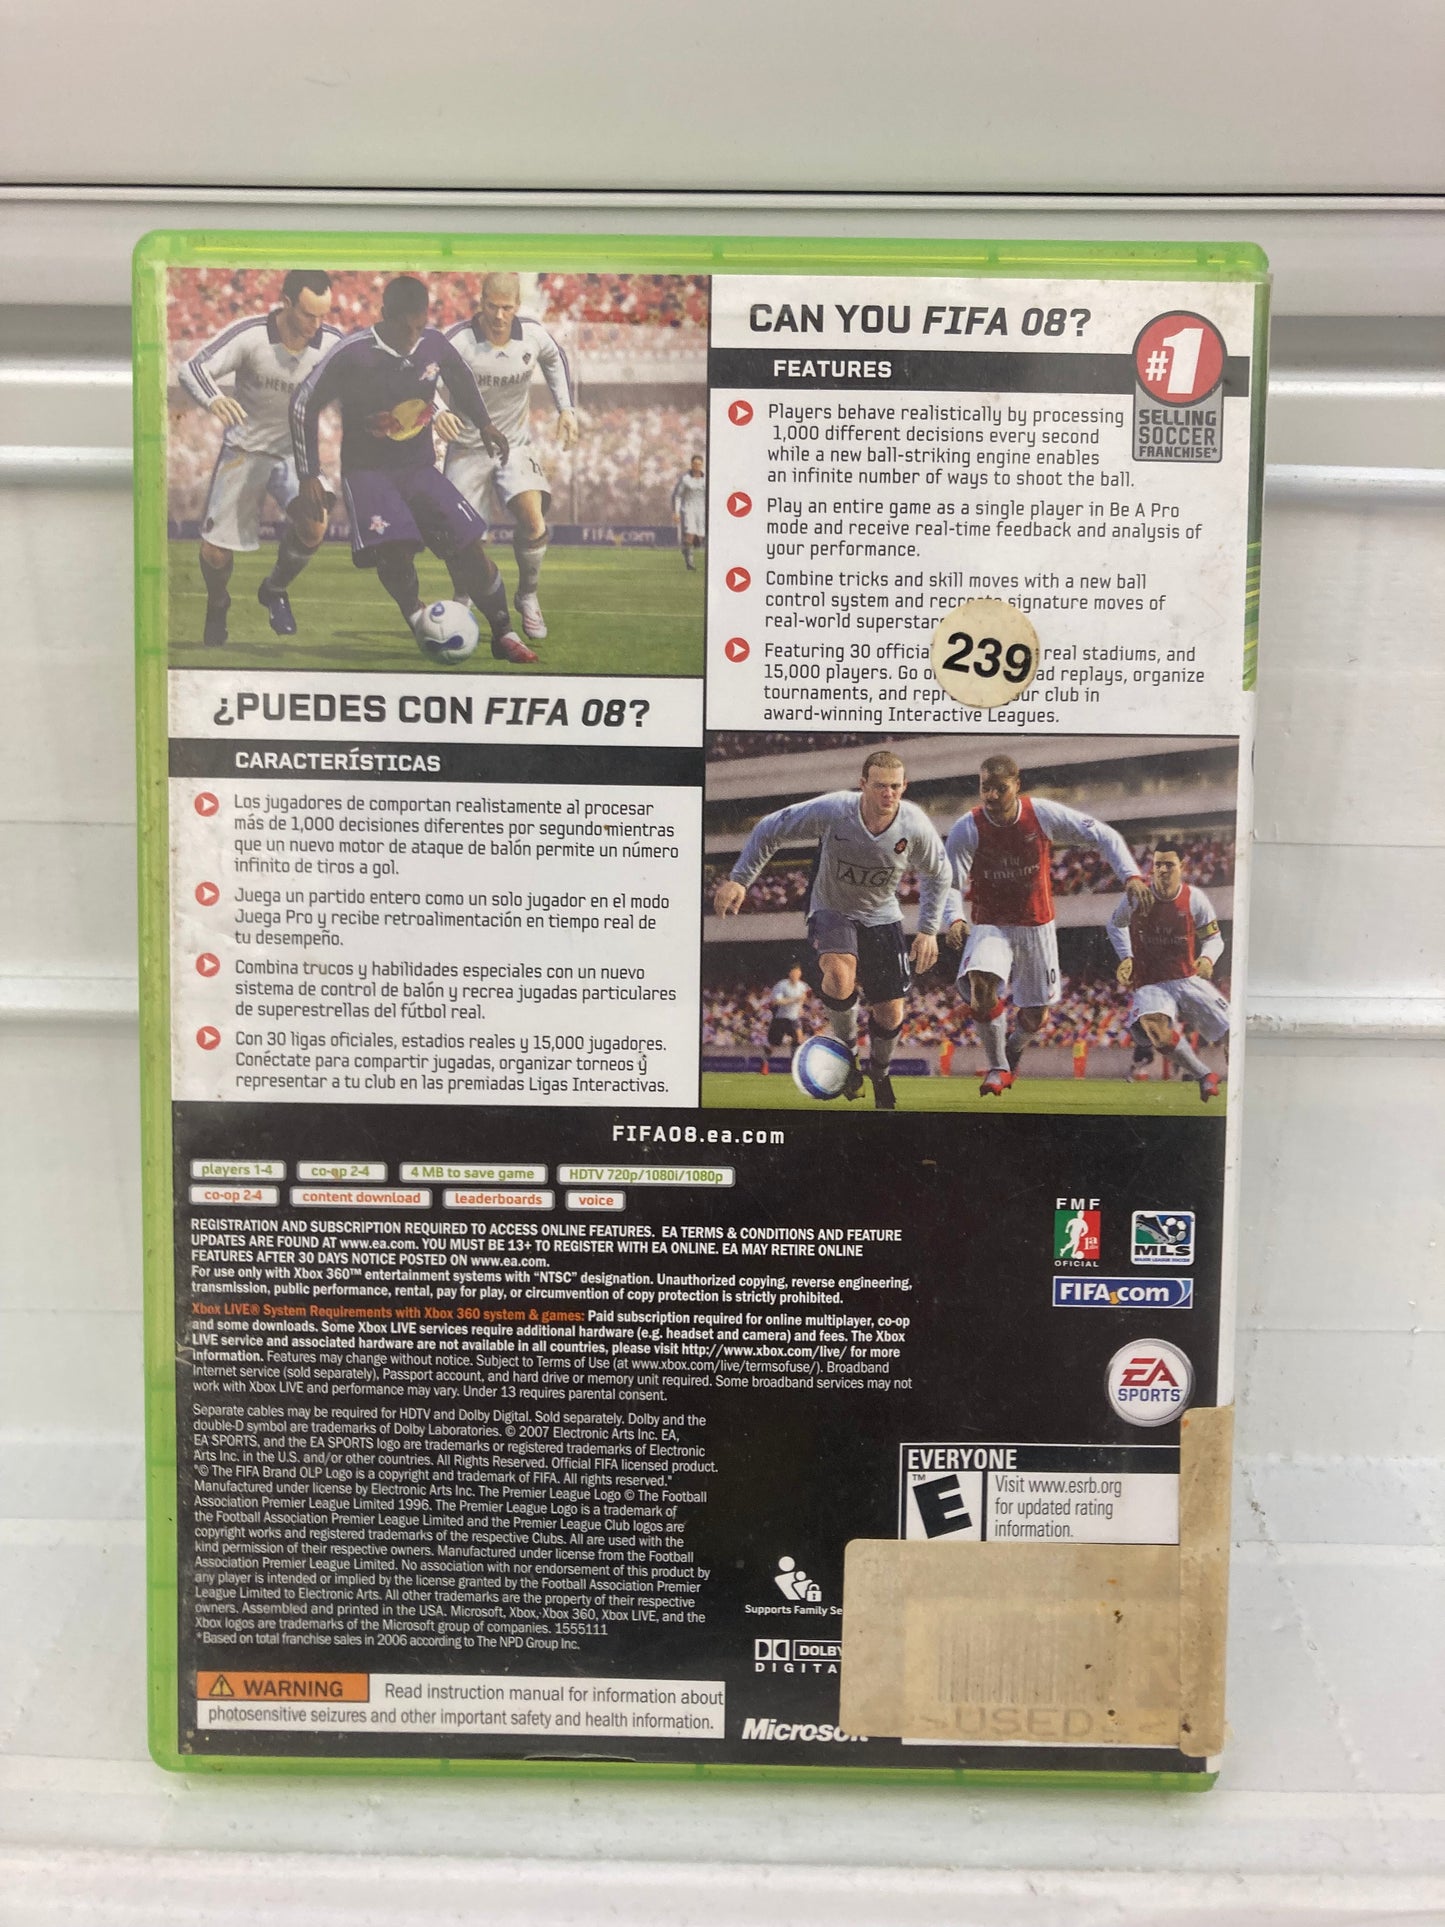 CAN YOU FIFA 08?
#1
SELLING
SOCCER
FRANCHISE*
FEATURES
Players behave realistically by processing
1,000 different decisions every second
while a new ball-striking engine enables
an infinite number of ways to shoot the ball.
Play an entire game as a single player in Be A Pro
mode and receive real-time feedback and analysis of
your performance.
Combine tricks and skill moves with a new ball
control system and signature moves of
real-world
Featuring 30 real stadiums, and
15,000 players. Go replays, organize
tournaments, and club in
award-winning Interactive Leagues.
239
HERBAL
FIFA.com
¿PUEDES CON FIFA 08?
CARACTERÍSTICAS
Los jugadores de comportan realistamente al procesar
más de 1,000 decisiones diferentes por segundo mientras
que un nuevo motor de ataque de balón permite un número
infinito de tiros a gol.
Juega un partido entero como un solo jugador en el modo
Juega Pro y recibe retroalimentación en tiempo real de
tu desempeño.
Combina trucos y habilidades especiales con un nuevo
sistema de control de balón y recrea jugadas particulares
de superestrellas del fútbol real.
Con 30 ligas oficiales, estadios reales y 15,000 jugadores.
Conéctate para compartir jugadas, organizar torneos y
representar a tu club en las premiadas Ligas Interactivas.
AIG
Fly
Emirates
10
FIFA08.ea.com
players 1-4 co-op 2-4 4 MB to save game HDTV 720p/1080i/1080p
co-op 2-4 content download leaderboards voice
REGISTRATION AND SUBSCRIPTION REQUIRED TO ACCESS ONLINE FEATURES. EA TERMS & CONDITIONS AND FEATURE
UPDATES ARE FOUND AT www.ea.com. YOU MUST BE 13+ TO REGISTER WITH EA ONLINE. EA MAY RETIRE ONLINE
FEATURES AFTER 30 DAYS NOTICE POSTED ON www.ea.com.
For use only with Xbox 360™ entertainment systems with "NTSC" designation. Unauthorized copying, reverse engineering,
transmission, public performance, rental, pay for play, or circumvention of copy protection is strictly prohibited.
Xbox LIVE® System Requirements with Xbox 360 system & games: Paid subscription required for online multiplayer, co-op
and some downloads. Some Xbox LIVE services require additional hardware (e.g. headset and camera) and fees. The Xbox
LIVE service and associated hardware are not available in all countries, please visit http://www.xbox.com/live/ for more
information. Features may change without notice. Subject to Terms of Use (at www.xbox.com/live/termsofuse/). Broadband
Internet service (sold separately), Passport account, and hard drive or memory unit required. Some broadband services may not
work with Xbox LIVE and performance may vary. Under 13 requires parental consent.
Separate cables may be required for HDTV and Dolby Digital. Sold separately. Dolby and the
double-D symbol are trademarks of Dolby Laboratories. © 2007 Electronic Arts Inc. EA,
EA SPORTS, and the EA SPORTS logo are trademarks or registered trademarks of Electronic
Arts Inc. in the U.S. and/or other countries. All Rights Reserved. Official FIFA licensed product.
"© The FIFA Brand OLP Logo is a copyright and trademark of FIFA. All rights reserved."
Manufactured under license by Electronic Arts Inc. The Premier League Logo © The Football
Association Premier League Limited 1996. The Premier League Logo is a trademark of
the Football Association Premier League Limited and the Premier League Club logos are
copyright works and registered trademarks of the respective Clubs. All are used with the
kind permission of their respective owners. Manufactured under license from the Football
Association Premier League Limited. No association with nor endorsement of this product by
any player is intended or implied by the license granted by the Football Association Premier
League Limited to Electronic Arts. All other trademarks are the property of their respective
owners. Assembled and printed in the USA. Microsoft, Xbox, Xbox 360, Xbox LIVE, and the
Xbox logos are trademarks of the Microsoft group of companies. 1555111
*Based on total franchise sales in 2006 according to The NPD Group Inc.
WARNING Read instruction manual for information about
photosensitive seizures and other important safety and health information.
FMF
1a
OFICIAL
MLS
MAJOR LEAGUE SOCCER
FIFA.com
EA
SPORTS
EVERYONE
E
™
Visit www.esrb.org
for updated rating
information.
Supports Family
DIGITA
Microso
>USED<